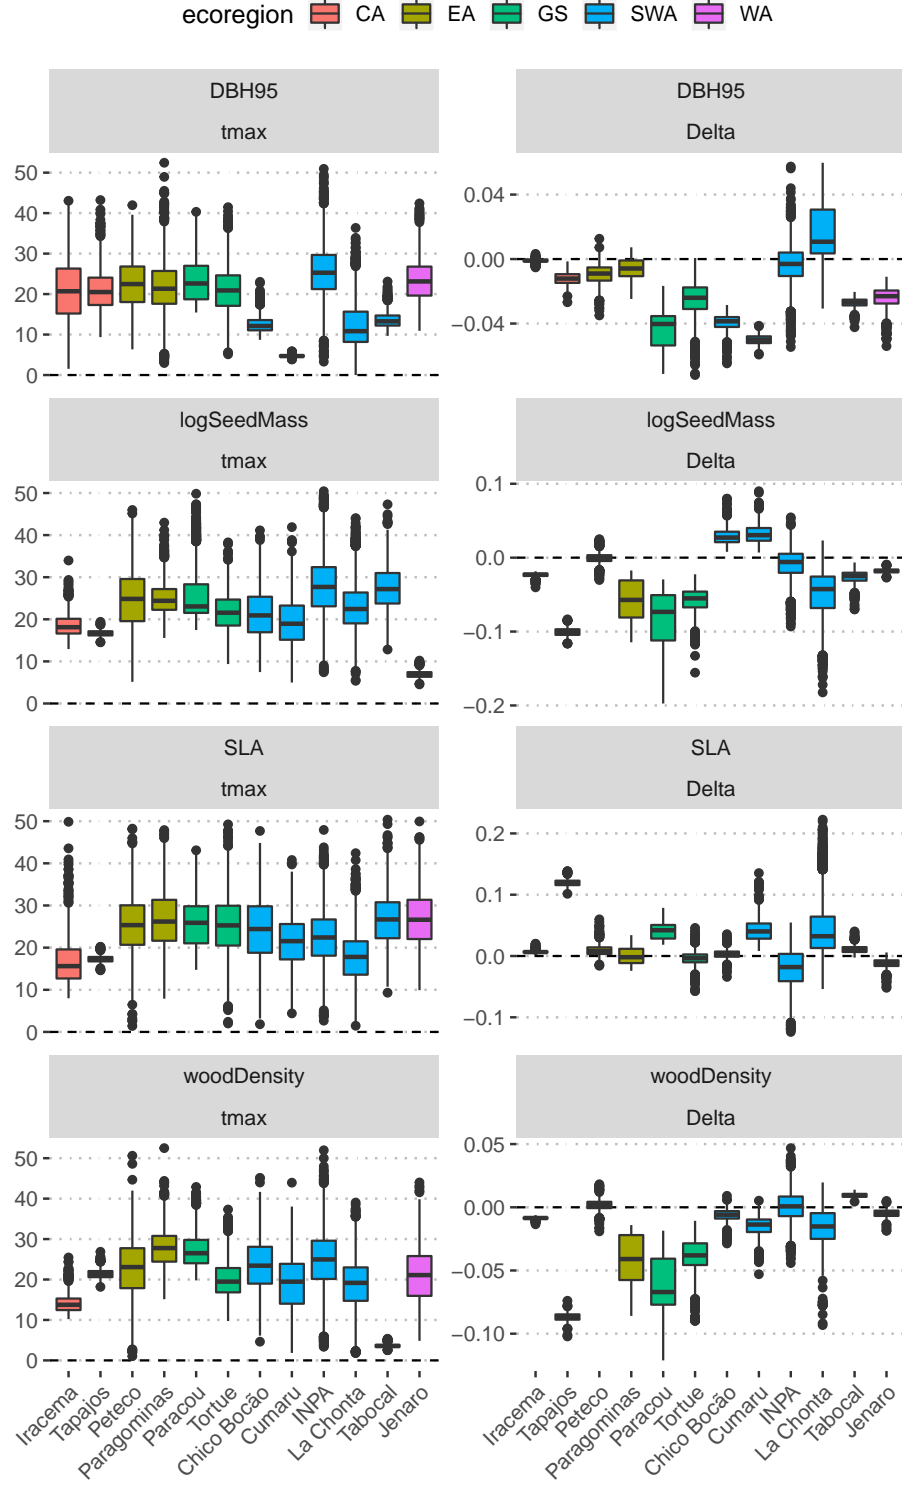 ecoregion CA EA GS SWA WA
DBH95 DBH95
tmax Delta
50
40
30
20
10
0
0.04
0.00
−0.04
logSeedMass logSeedMass
tmax Delta
50
40
30
20
10
0
0.1
0.0
−0.1
−0.2
SLA SLA
tmax Delta
50
40
30
20
10
0
0.2
0.1
0.0
−0.1
woodDensity woodDensity
tmax Delta
50
40
30
20
10
0
0.05
0.00
−0.05
−0.10
Iracema
Tapajos
Peteco
Paragominas
Paracou
Tortue
Chico Bocão
Cumaru
INPA
La Chonta
Tabocal
Jenaro
Iracema
Tapajos
Peteco
Paragominas
Paracou
Tortue
Chico Bocão
Cumaru
INPA
La Chonta
Tabocal
Jenaro